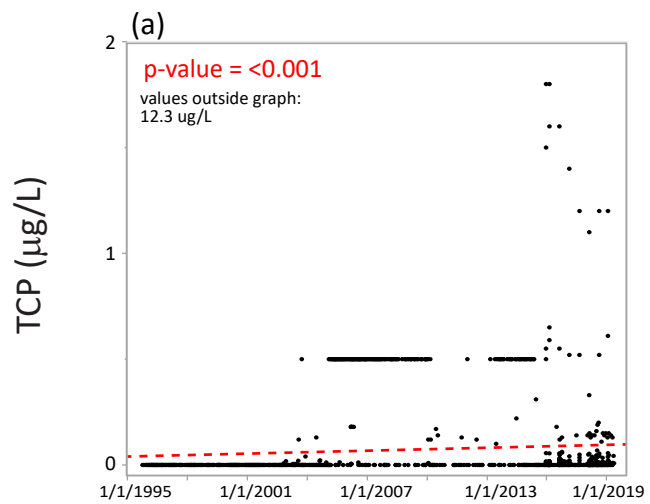 (a)
2
p-value = <0.001
values outside graph:
12.3 ug/L
TCP (µg/L)
1
0
1/1/1995 1/1/2001 1/1/2007 1/1/2013 1/1/2019